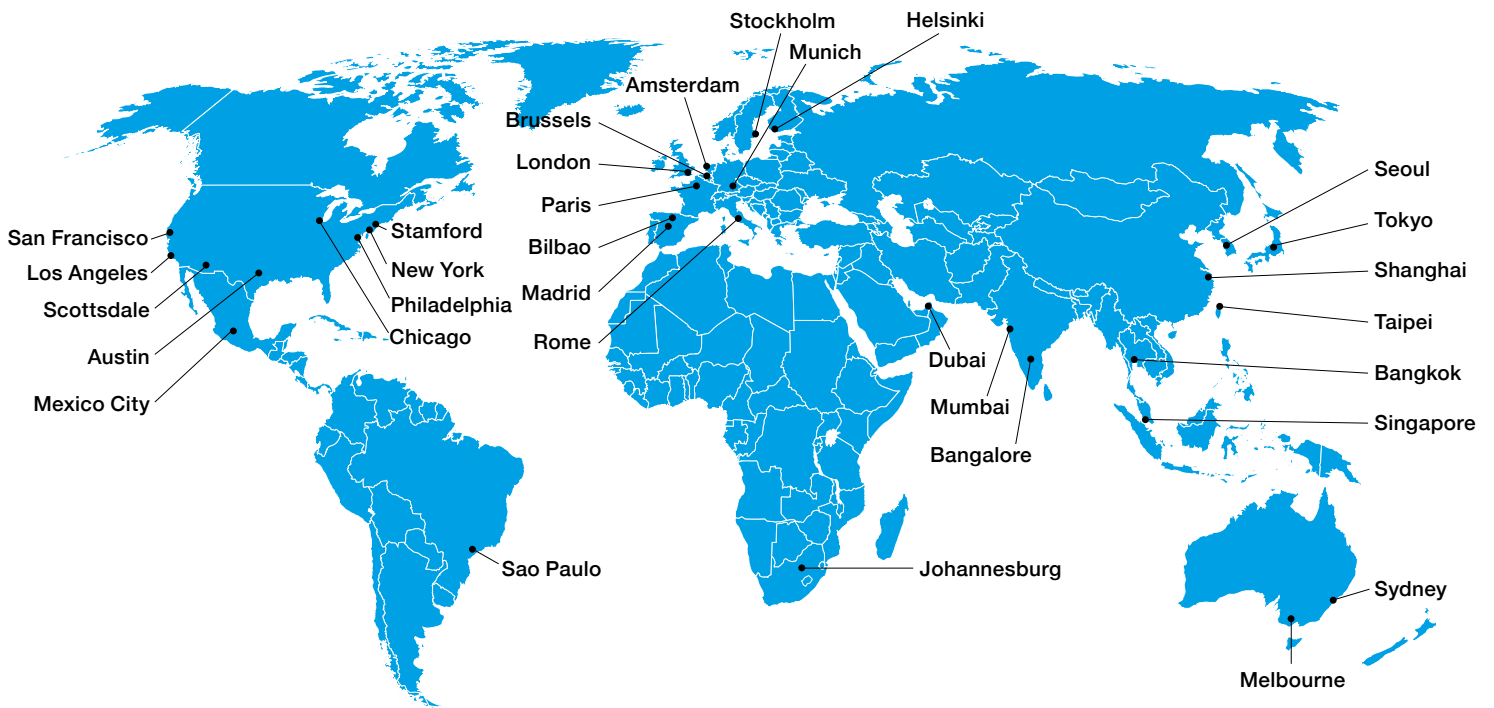 Stockholm
Helsinki
Munich
Amsterdam
Brussels
London
Paris
Bilbao
Madrid
Rome
San Francisco
Los Angeles
Scottsdale
Austin
Mexico City
Stamford
New York
Philadelphia
Chicago
Sao Paulo
Dubai
Mumbai
Bangalore
Johannesburg
Seoul
Tokyo
Shanghai
Taipei
Bangkok
Singapore
Sydney
Melbourne